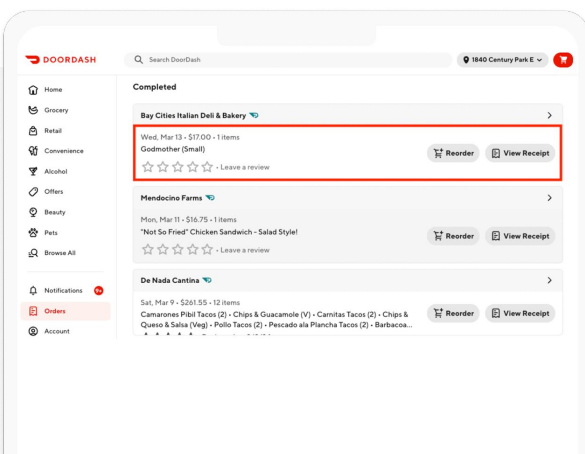 DOORDASH
Search DoorDash
1840 Century Park E
Home
Grocery
Retail
Convenience
Alcohol
Offers
Beauty
Pets
Browse All
Notifications 9+
Orders
Account
Completed
Bay Cities Italian Deli & Bakery
Wed, Mar 13 • $17.00 • 1 items
Godmother (Small)
• Leave a review
Reorder
View Receipt
Mendocino Farms
Mon, Mar 11 • $16.75 • 1 items
"Not So Fried" Chicken Sandwich - Salad Style!
• Leave a review
Reorder
View Receipt
De Nada Cantina
Sat, Mar 9 • $261.55 • 12 items
Camarones Pibil Tacos (2) • Chips & Guacamole (V) • Carnitas Tacos (2) • Chips &
Queso & Salsa (Veg) • Pollo Tacos (2) • Pescado ala Plancha Tacos (2) • Barbacoa...
Reorder
View Receipt